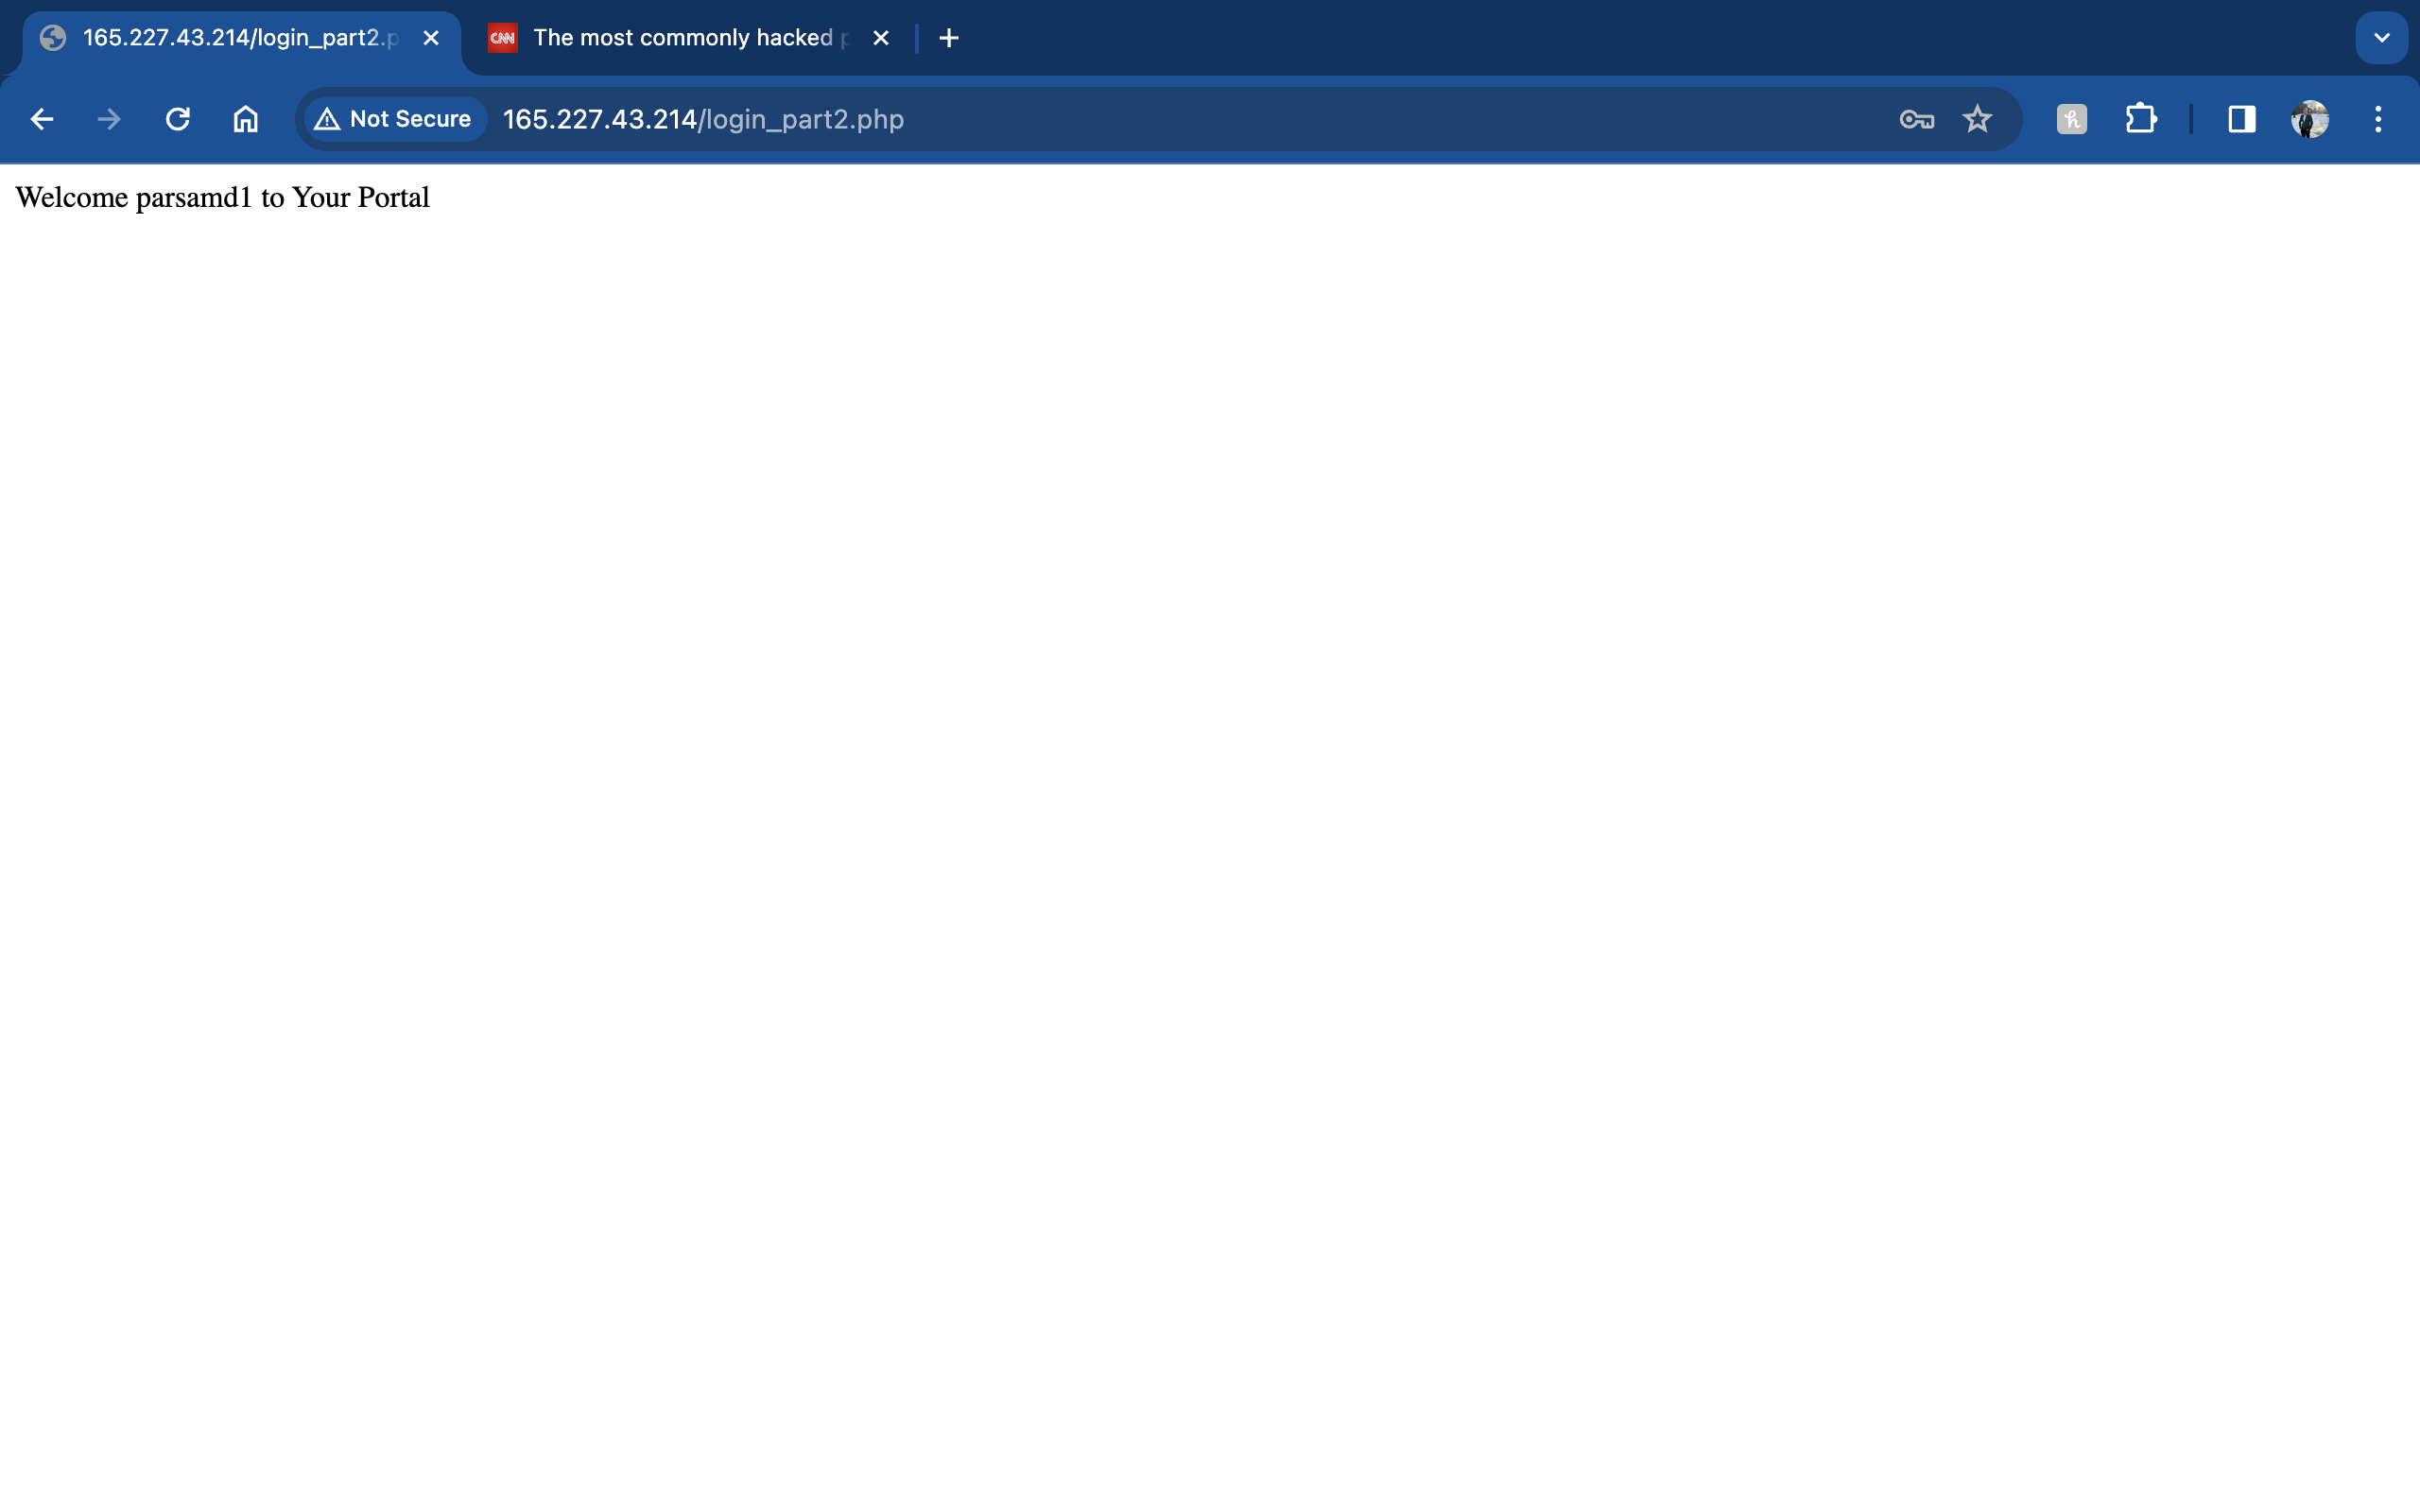 165.227.43.214/login_part2.p
CNN The most commonly hacked p
Not Secure 165.227.43.214/login_part2.php
Welcome parsamd1 to Your Portal